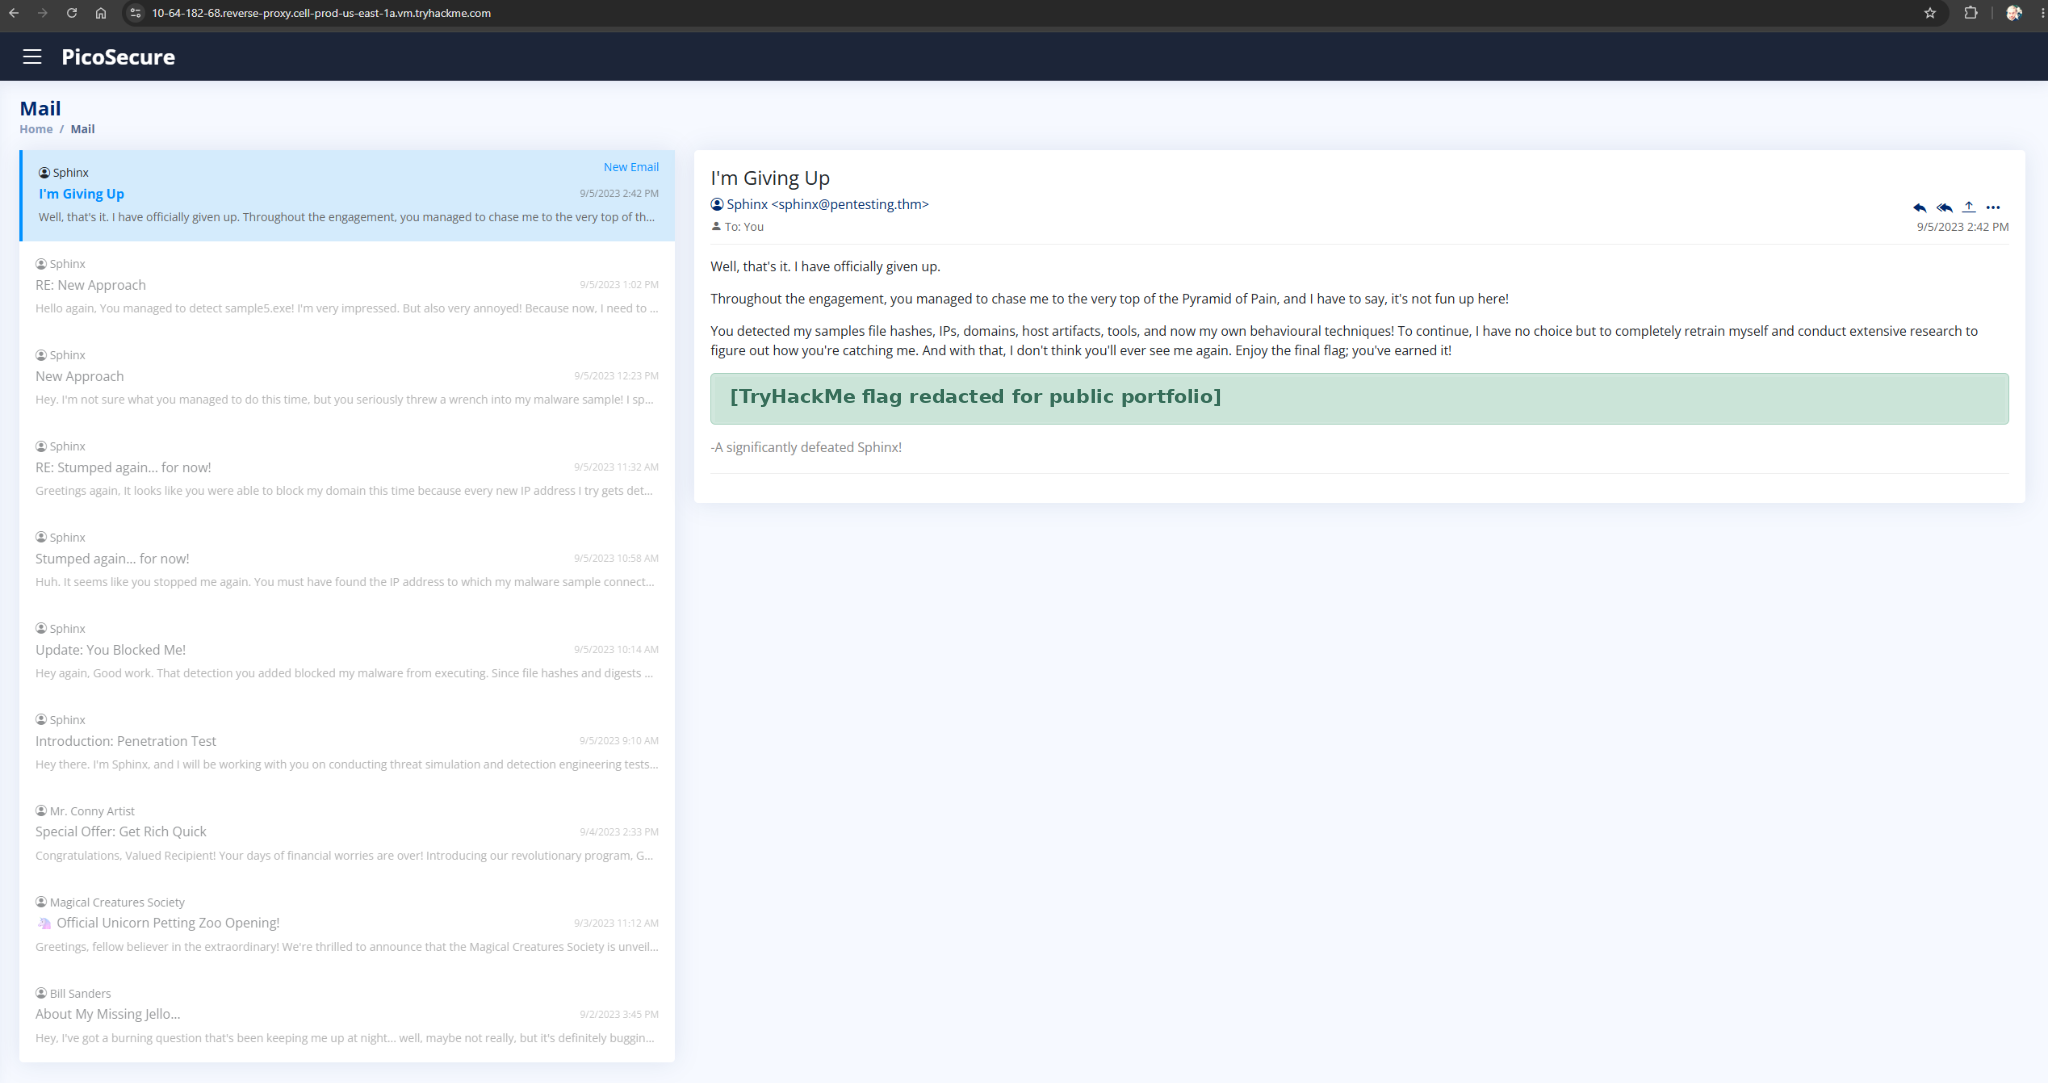 10-64-182-68.reverse-proxy.cell-prod-us-east-1a.vm.tryhackme.com
PicoSecure
Mail
Home / Mail
Sphinx
New Email
I'm Giving Up
9/5/2023 2:42 PM
Well, that's it. I have officially given up. Throughout the engagement, you managed to chase me to the very top of th...
Sphinx
RE: New Approach
9/5/2023 1:02 PM
Hello again, You managed to detect sample5.exe! I'm very impressed. But also very annoyed! Because now, I need to ...
Sphinx
New Approach
9/5/2023 12:23 PM
Hey. I'm not sure what you managed to do this time, but you seriously threw a wrench into my malware sample! I sp...
Sphinx
RE: Stumped again... for now!
9/5/2023 11:32 AM
Greetings again, It looks like you were able to block my domain this time because every new IP address I try gets det...
Sphinx
Stumped again... for now!
9/5/2023 10:58 AM
Huh. It seems like you stopped me again. You must have found the IP address to which my malware sample connect...
Sphinx
Update: You Blocked Me!
9/5/2023 10:14 AM
Hey again, Good work. That detection you added blocked my malware from executing. Since file hashes and digests ...
Sphinx
Introduction: Penetration Test
9/5/2023 9:10 AM
Hey there. I'm Sphinx, and I will be working with you on conducting threat simulation and detection engineering tests...
Mr. Conny Artist
Special Offer: Get Rich Quick
9/4/2023 2:33 PM
Congratulations, Valued Recipient! Your days of financial worries are over! Introducing our revolutionary program, G...
Magical Creatures Society
🦄 Official Unicorn Petting Zoo Opening!
9/3/2023 11:12 AM
Greetings, fellow believer in the extraordinary! We're thrilled to announce that the Magical Creatures Society is unveil...
Bill Sanders
About My Missing Jello...
9/2/2023 3:45 PM
Hey, I've got a burning question that's been keeping me up at night... well, maybe not really, but it's definitely buggin...
I'm Giving Up
Sphinx <sphinx@pentesting.thm>
To: You
9/5/2023 2:42 PM
Well, that's it. I have officially given up.
Throughout the engagement, you managed to chase me to the very top of the Pyramid of Pain, and I have to say, it's not fun up here!
You detected my samples file hashes, IPs, domains, host artifacts, tools, and now my own behavioural techniques! To continue, I have no choice but to completely retrain myself and conduct extensive research to
figure out how you're catching me. And with that, I don't think you'll ever see me again. Enjoy the final flag; you've earned it!
[TryHackMe flag redacted for public portfolio]
-A significantly defeated Sphinx!